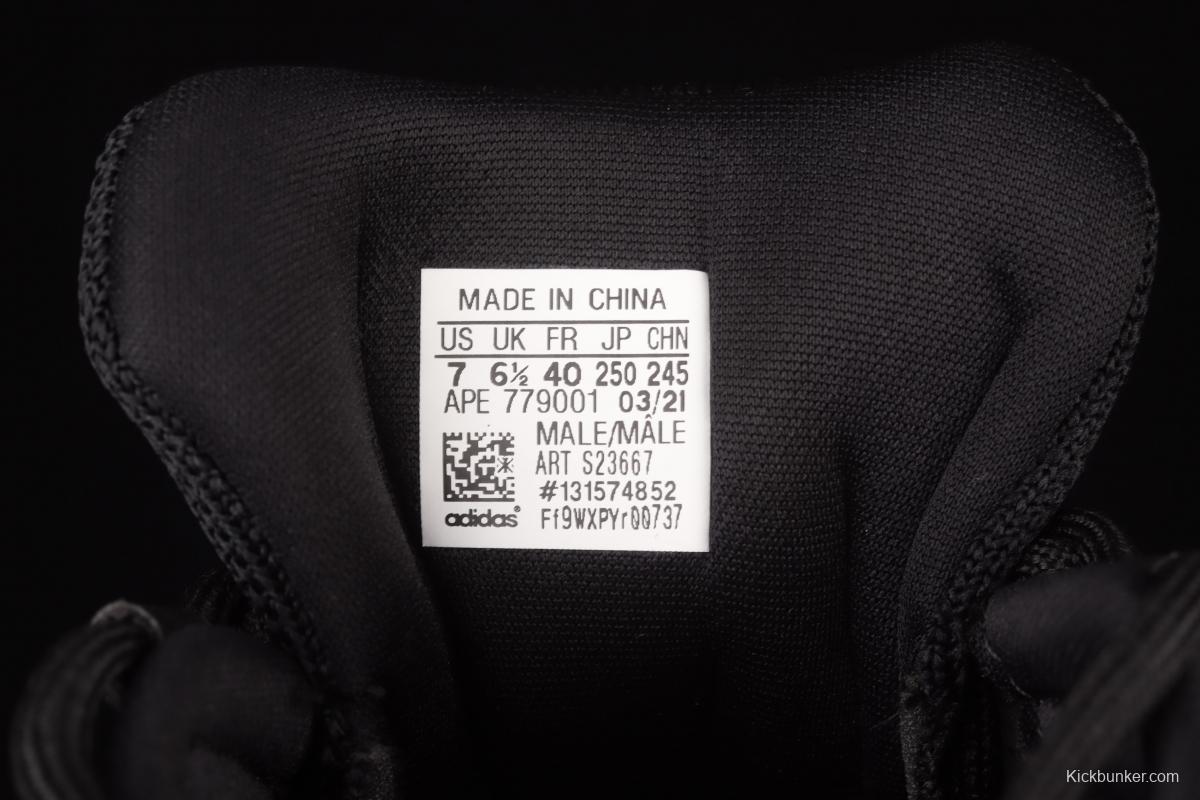 MADE IN CHINA
US UK FR JP CHN
7 6½ 40 250 245
APE 779001 03/21
MALE/MÂLE
ART S23667
#131574852
adidas® Ff9WXPYr00737
Kickbunker.com